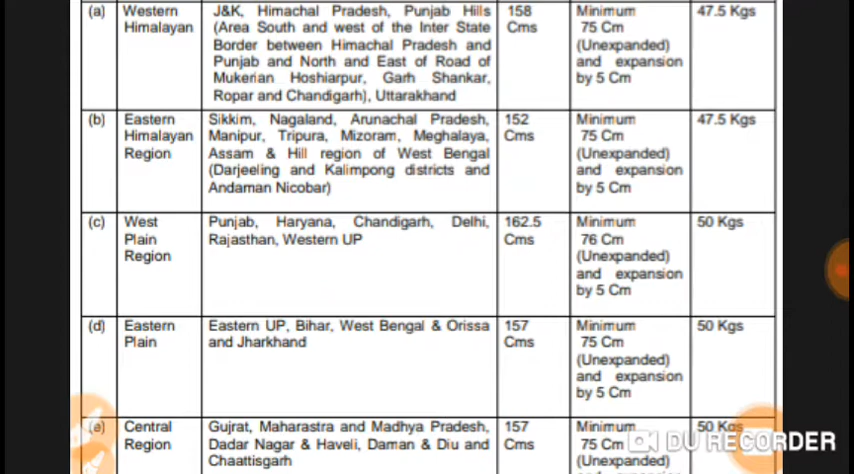 (a) Western Himalayan
J&K, Himachal Pradesh, Punjab Hills
(Area South and west of the Inter State
Border between Himachal Pradesh and
Punjab and North and East of Road of
Mukerian Hoshiarpur, Garh Shankar,
Ropar and Chandigarh), Uttarakhand
158
Cms
Minimum
75 Cm
(Unexpanded)
and expansion
by 5 Cm
47.5 Kgs
(b) Eastern
Himalayan
Region
Sikkim, Nagaland, Arunachal Pradesh,
Manipur, Tripura, Mizoram, Meghalaya,
Assam & Hill region of West Bengal
(Darjeeling and Kalimpong districts and
Andaman Nicobar)
152
Cms
Minimum
75 Cm
(Unexpanded)
and expansion
by 5 Cm
47.5 Kgs
(c) West
Plain
Region
Punjab, Haryana, Chandigarh, Delhi,
Rajasthan, Western UP
162.5
Cms
Minimum
76 Cm
(Unexpanded)
and expansion
by 5 Cm
50 Kgs
(d) Eastern
Plain
Eastern UP, Bihar, West Bengal & Orissa
and Jharkhand
157
Cms
Minimum
75 Cm
(Unexpanded)
and expansion
by 5 Cm
50 Kgs
(e) Central
Region
Gujrat, Maharastra and Madhya Pradesh,
Dadar Nagar & Haveli, Daman & Diu and
Chaattisgarh
157
Cms
Minimum
75 Cm
(Unexpanded)
50 Kgs
DU RECORDER